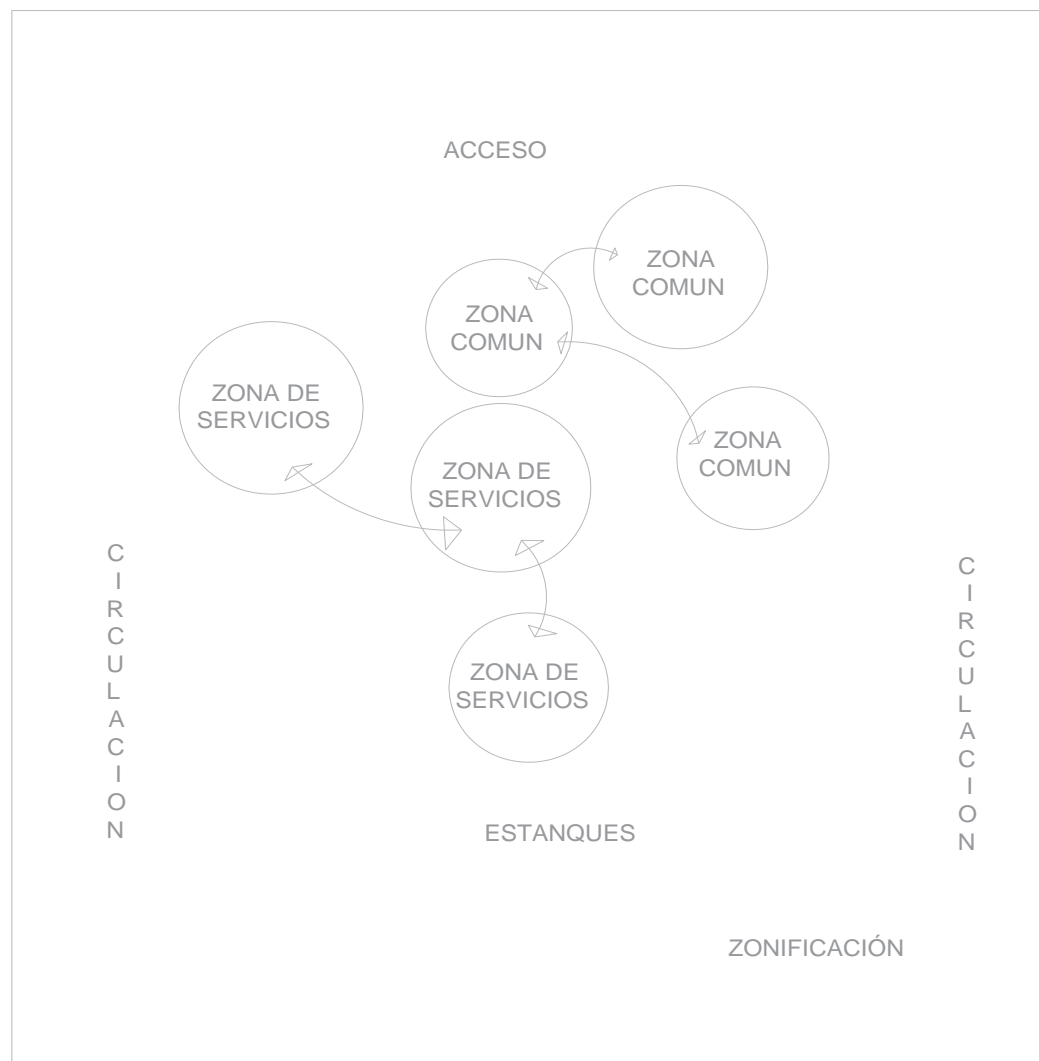 ACCESO
ZONA
COMUN
ZONA
COMUN
ZONA DE
SERVICIOS
ZONA
COMUN
ZONA DE
SERVICIOS
ZONA DE
SERVICIOS
C
I
R
C
U
L
A
C
I
O
N
C
I
R
C
U
L
A
C
I
O
N
ESTANQUES
ZONIFICACIÓN